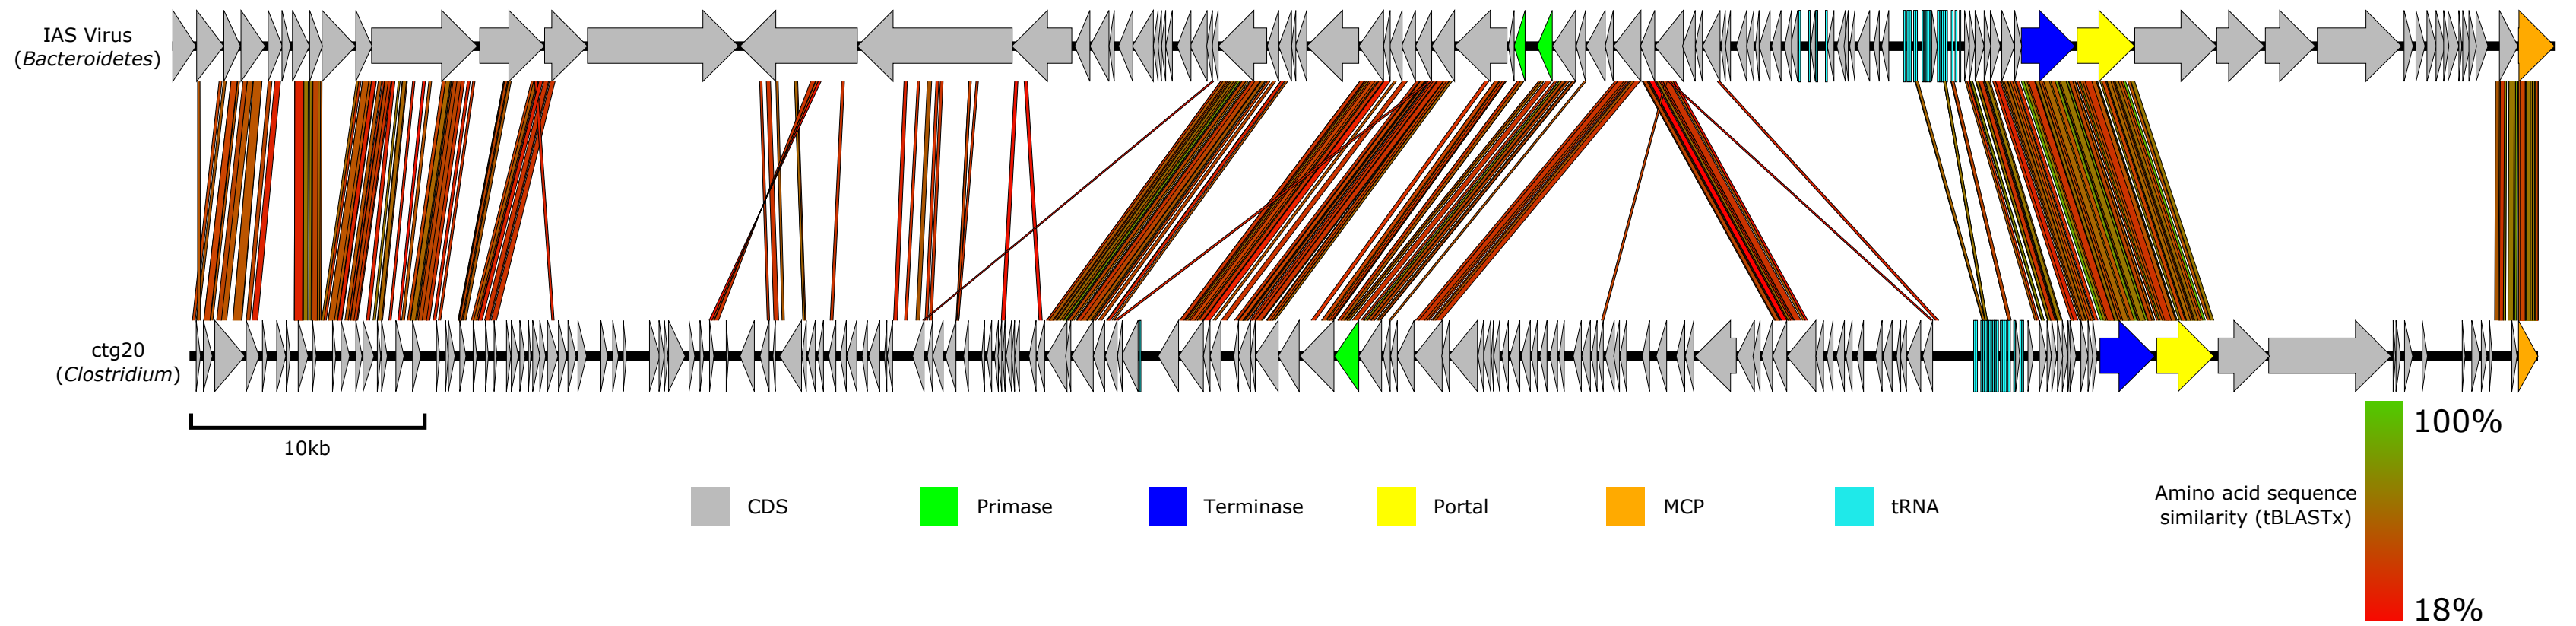 IAS Virus
(Bacteroidetes)
ctg20
(Clostridium)
10kb
CDS
Primase
Terminase
Portal
MCP
tRNA
Amino acid sequence
similarity (tBLASTx)
100%
18%